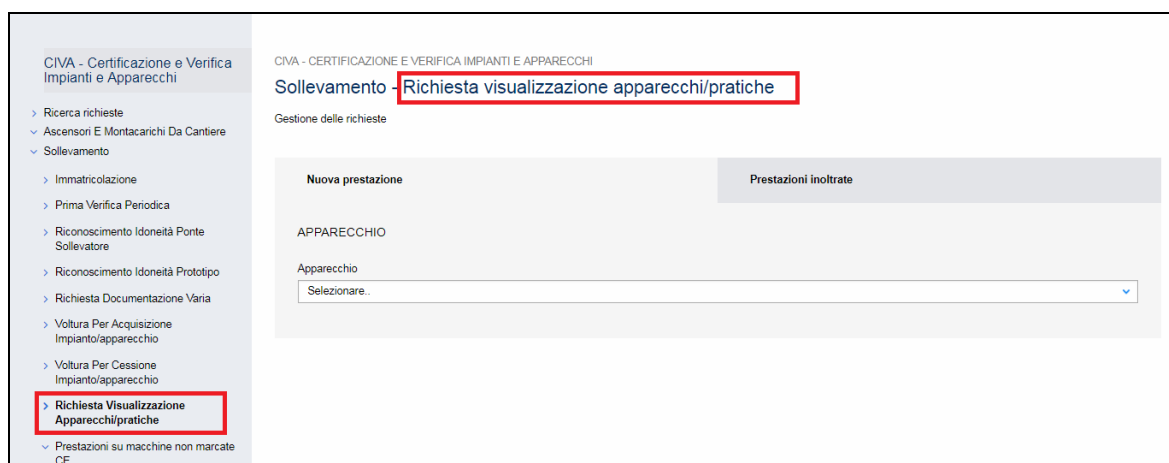 CIVA - Certificazione e Verifica
Impianti e Apparecchi
Ricerca richieste
Ascensori E Montacarichi Da Cantiere
Sollevamento
Immatricolazione
Prima Verifica Periodica
Riconoscimento Idoneità Ponte
Sollevatore
Riconoscimento Idoneità Prototipo
Richiesta Documentazione Varia
Voltura Per Acquisizione
Impianto/apparecchio
Voltura Per Cessione
Impianto/apparecchio
Richiesta Visualizzazione
Apparecchi/pratiche
Prestazioni su macchine non marcate
CE
CIVA - CERTIFICAZIONE E VERIFICA IMPIANTI E APPARECCHI
Sollevamento - Richiesta visualizzazione apparecchi/pratiche
Gestione delle richieste
Nuova prestazione
Prestazioni inoltrate
APPARECCHIO
Apparecchio
Selezionare..